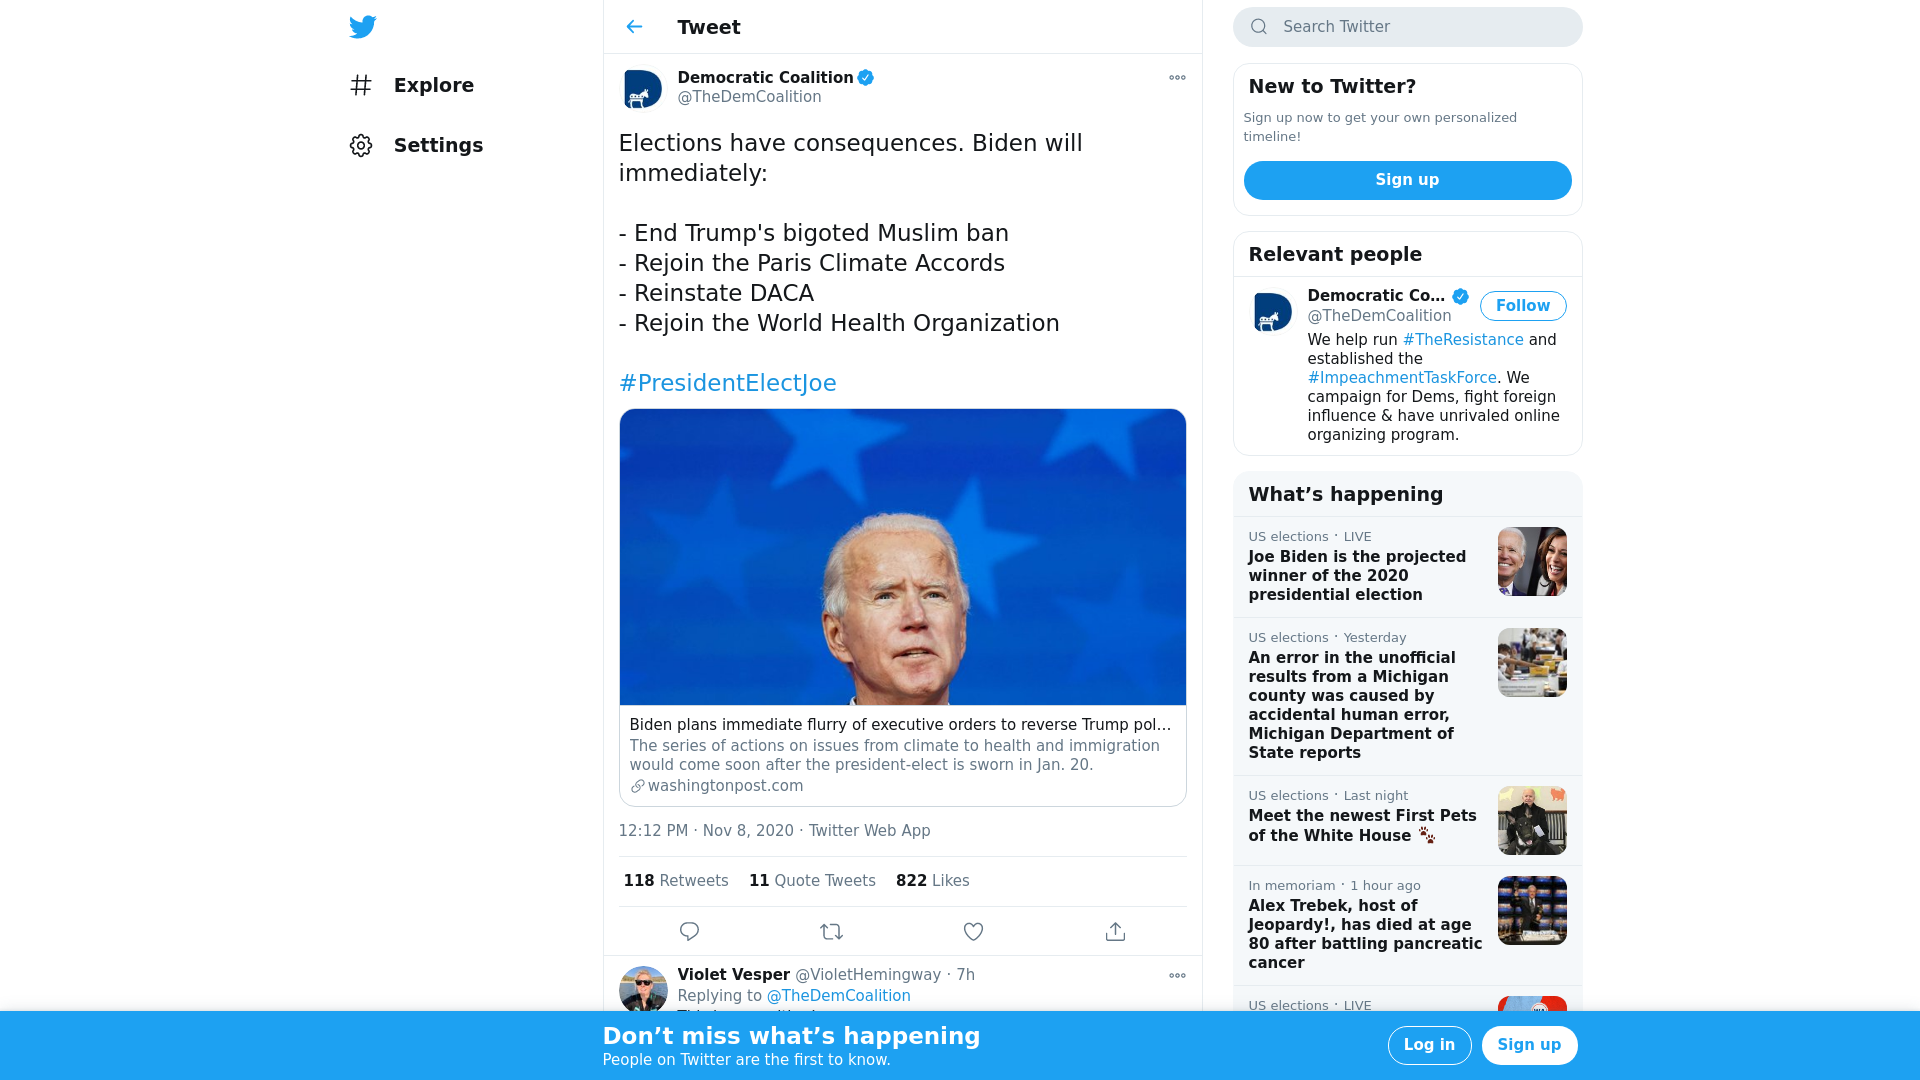 Explore
Settings
Tweet
Democratic Coalition
@TheDemCoalition
Elections have consequences. Biden will
immediately:
- End Trump's bigoted Muslim ban
- Rejoin the Paris Climate Accords
- Reinstate DACA
- Rejoin the World Health Organization
#PresidentElectJoe
Biden plans immediate flurry of executive orders to reverse Trump pol...
The series of actions on issues from climate to health and immigration
would come soon after the president-elect is sworn in Jan. 20.
washingtonpost.com
12:12 PM · Nov 8, 2020 · Twitter Web App
118 Retweets 11 Quote Tweets 822 Likes
Violet Vesper @VioletHemingway · 7h
Replying to @TheDemCoalition
Search Twitter
New to Twitter?
Sign up now to get your own personalized
timeline!
Sign up
Relevant people
Democratic Co...
@TheDemCoalition
Follow
We help run #TheResistance and
established the
#ImpeachmentTaskForce. We
campaign for Dems, fight foreign
influence & have unrivaled online
organizing program.
What’s happening
US elections · LIVE
Joe Biden is the projected
winner of the 2020
presidential election
US elections · Yesterday
An error in the unofficial
results from a Michigan
county was caused by
accidental human error,
Michigan Department of
State reports
US elections · Last night
Meet the newest First Pets
of the White House 🐾
In memoriam · 1 hour ago
Alex Trebek, host of
Jeopardy!, has died at age
80 after battling pancreatic
cancer
US elections · LIVE
Don’t miss what’s happening
People on Twitter are the first to know.
Log in
Sign up